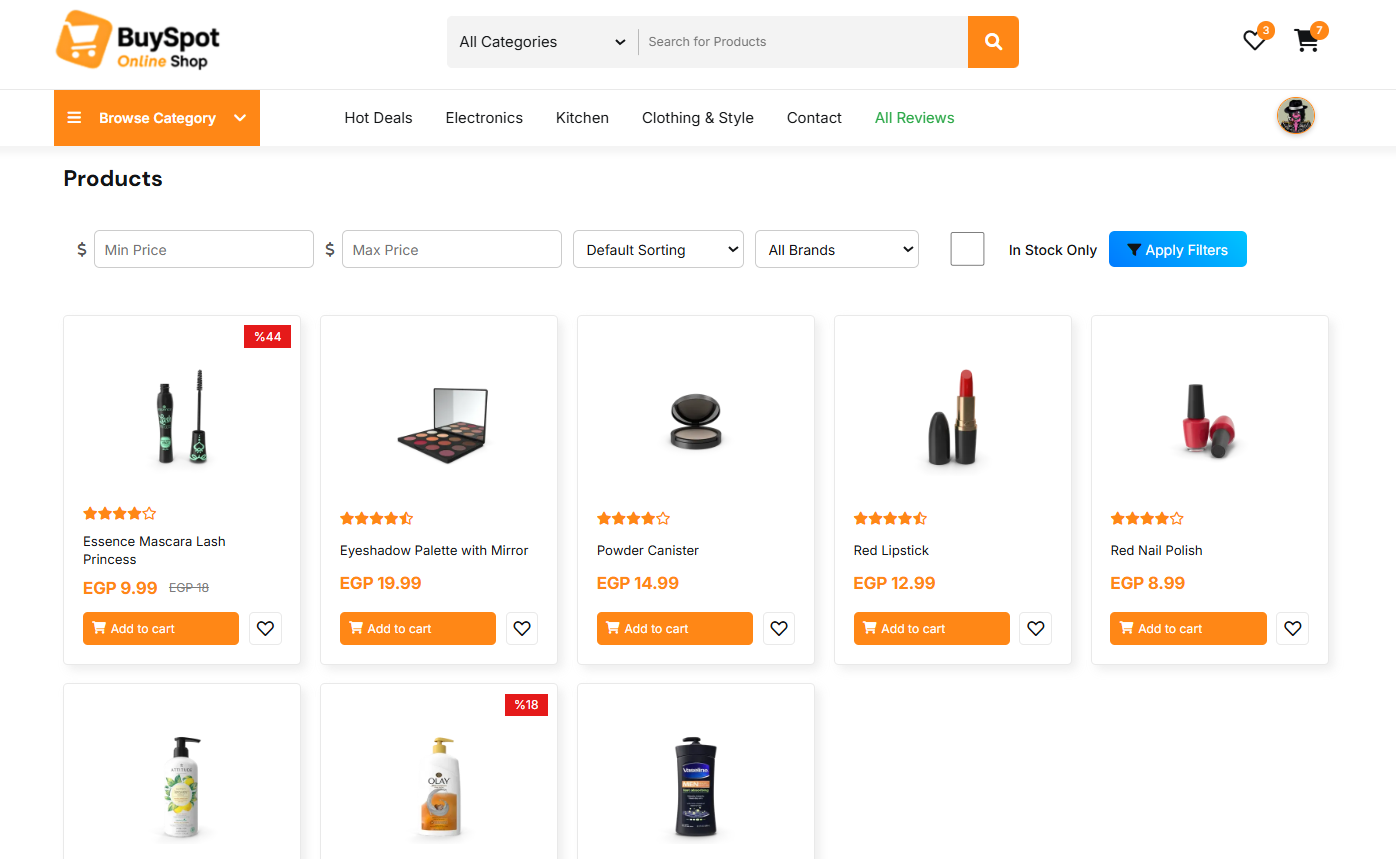 BuySpot
Online Shop
All Categories
Search for Products
3
7
Browse Category
Hot Deals
Electronics
Kitchen
Clothing & Style
Contact
All Reviews
Products
$ Min Price
$ Max Price
Default Sorting
All Brands
In Stock Only
Apply Filters
%44
Essence Mascara Lash
Princess
EGP 9.99 EGP 18
Add to cart
Eyeshadow Palette with Mirror
EGP 19.99
Add to cart
Powder Canister
EGP 14.99
Add to cart
Red Lipstick
EGP 12.99
Add to cart
Red Nail Polish
EGP 8.99
Add to cart
%18
OLAY
Vaseline
MEN